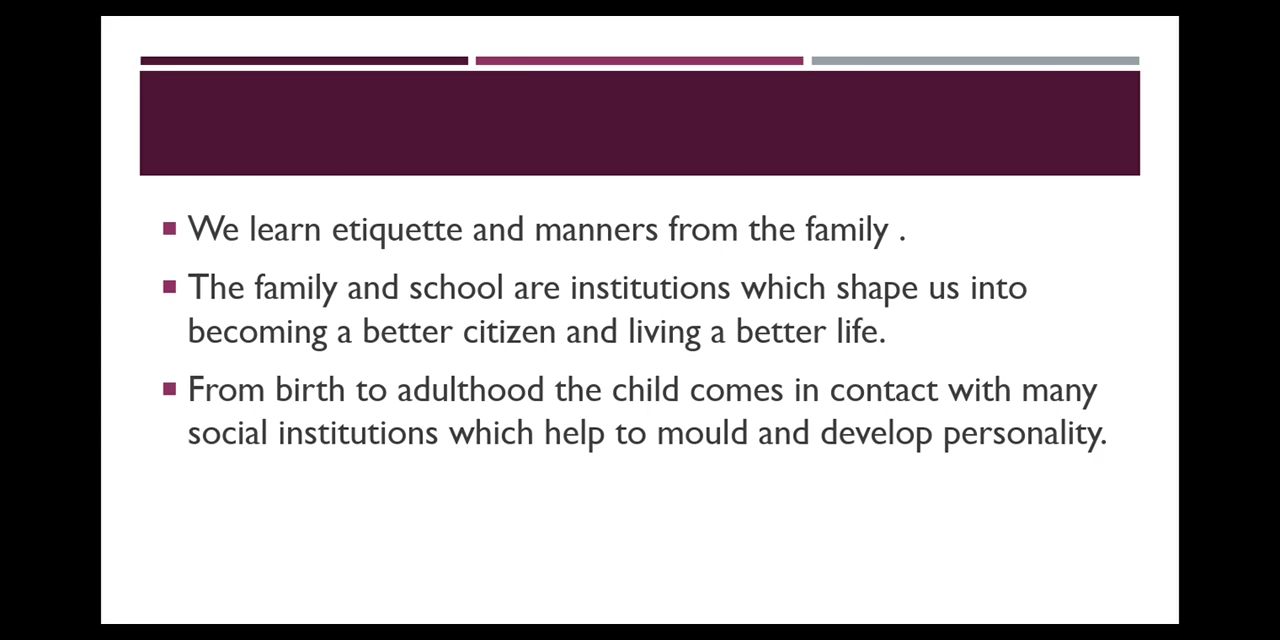 We learn etiquette and manners from the family .
The family and school are institutions which shape us into
becoming a better citizen and living a better life.
From birth to adulthood the child comes in contact with many
social institutions which help to mould and develop personality.